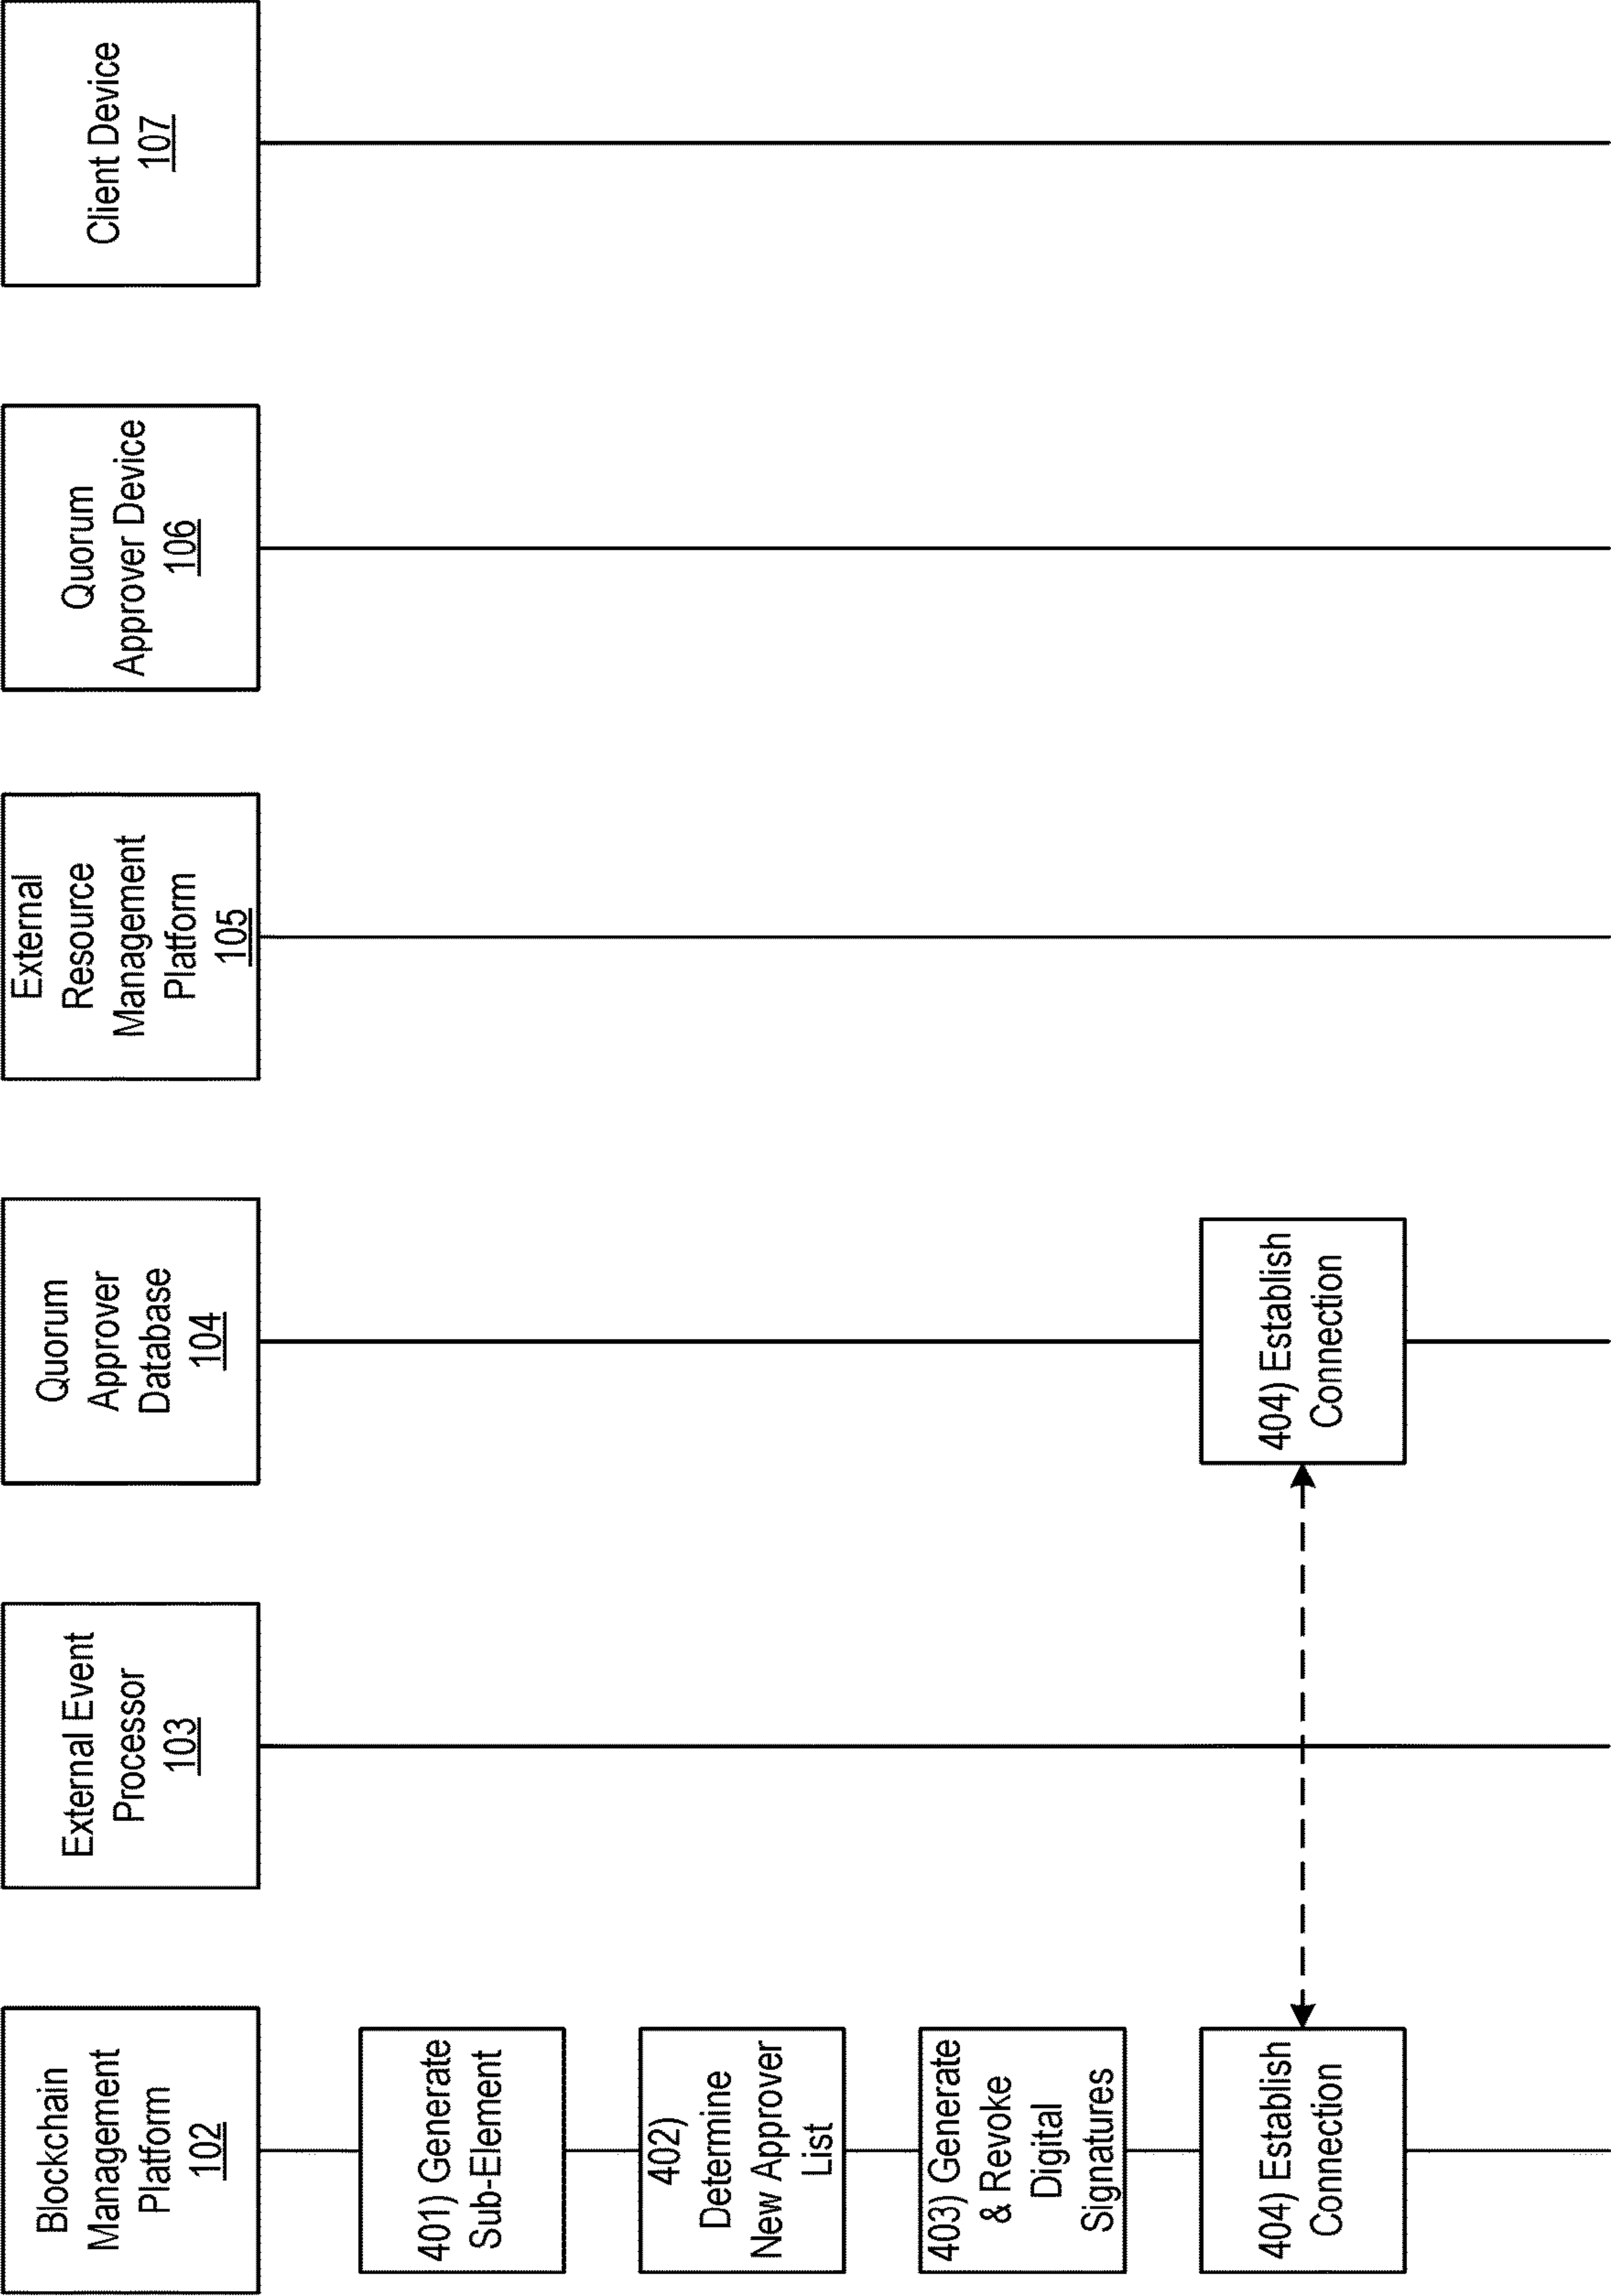 Blockchain
Management
Platform
102
External Event
Processor
103
Quorum
Approver
Database
104
External
Resource
Management
Platform
105
Quorum
Approver Device
106
Client Device
107
401) Generate
Sub-Element
402)
Determine
New Approver
List
403) Generate
& Revoke
Digital
Signatures
404) Establish
Connection
404) Establish
Connection